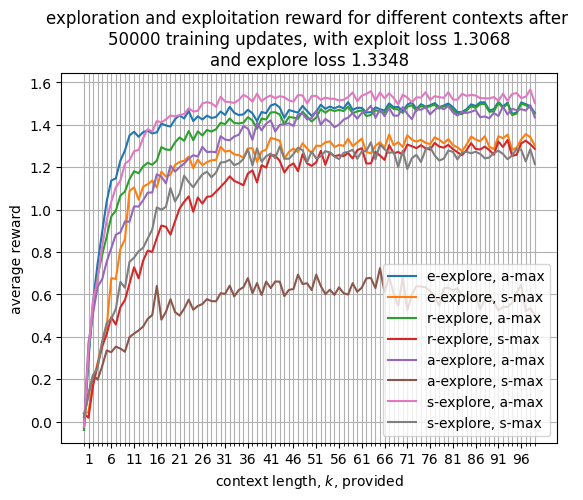 exploration and exploitation reward for different contexts after
50000 training updates, with exploit loss 1.3068
and explore loss 1.3348
1.6
1.4
1.2
1.0
0.8
0.6
0.4
0.2
0.0
average reward
e-explore, a-max
e-explore, s-max
r-explore, a-max
r-explore, s-max
a-explore, a-max
a-explore, s-max
s-explore, a-max
s-explore, s-max
1 6 11 16 21 26 31 36 41 46 51 56 61 66 71 76 81 86 91 96
context length, k, provided